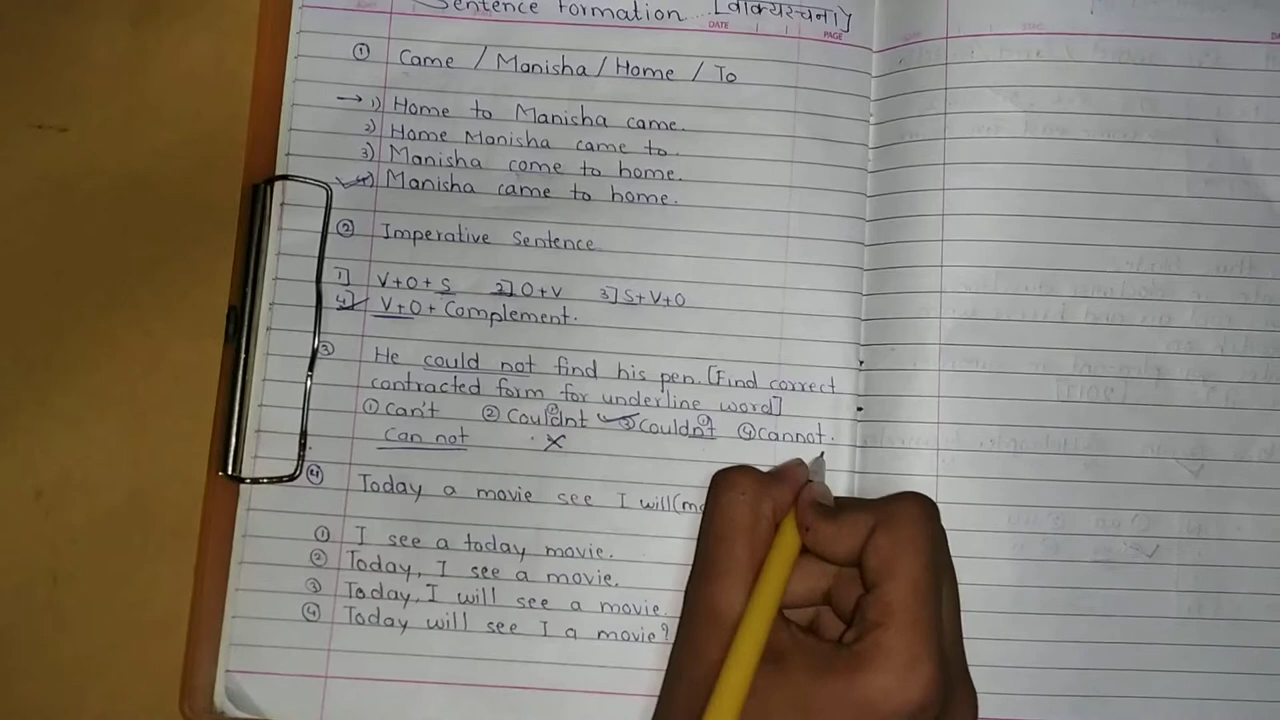 Sentence Formation [वाक्यरचना]
DATE
PAGE
① Came / Manisha / Home / To
→ 1) Home to Manisha came.
2) Home Manisha came to.
3) Manisha come to home.
4) Manisha came to home.
② Imperative Sentence
1] V+O+S 2] O+V 3] S+V+O
4] V+O + Complement.
③ He could not find his pen. [Find correct
contracted form for underline word]
① Can't ② Could'nt ③ Couldn't ④ cannot.
can not x
④ Today a movie see I will
① I see a today movie.
② Today, I see a movie.
③ Today, I will see a movie.
④ Today will see I a movie?